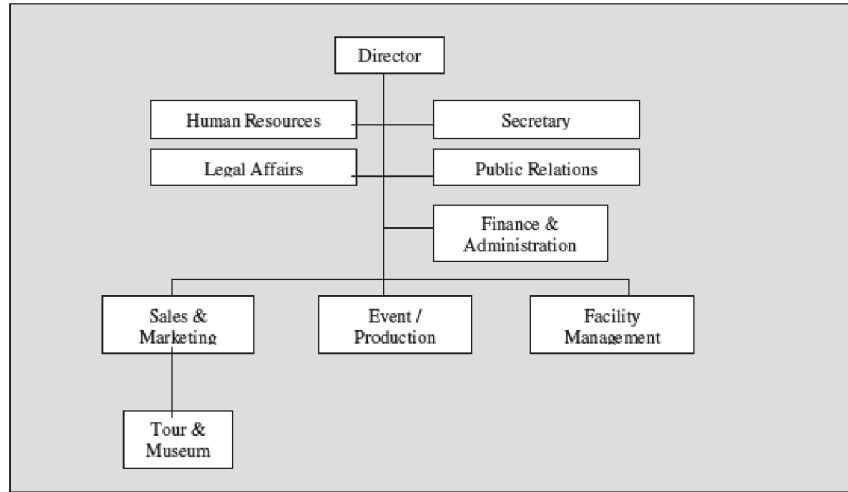 Director
Human Resources
Secretary
Legal Affairs
Public Relations
Finance &
Administration
Sales &
Marketing
Event /
Production
Facility
Management
Tour &
Museum